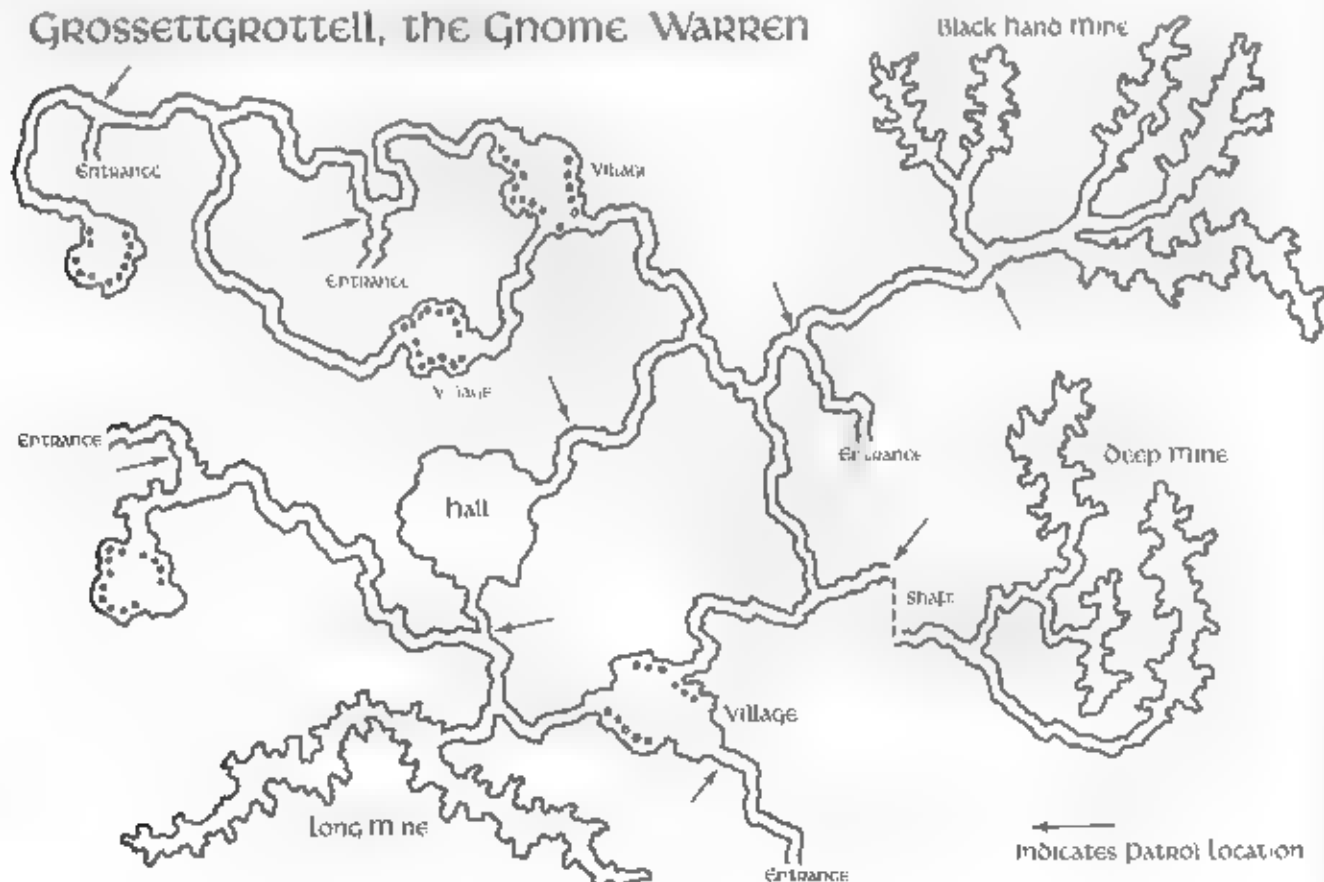 Grossettgrottell, the Gnome Warren
Black Hand Mine
Entrance
Village
Entrance
Village
Entrance
Entrance
Deep Mine
Hall
Shaft
Village
Long Mine
Entrance
Indicates Patrol Location